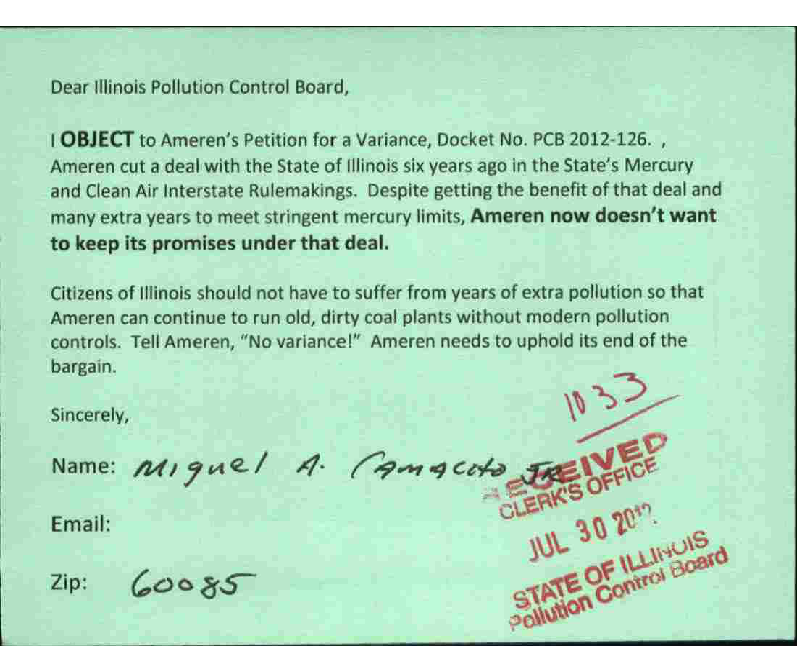 Dear Illinois Pollution Control Board,
I OBJECT to Ameren's Petition for a Variance, Docket No. PCB 2012-126. ,
Ameren cut a deal with the State of Illinois six years ago in the State's Mercury
and Clean Air Interstate Rulemakings. Despite getting the benefit of that deal and
many extra years to meet stringent mercury limits, Ameren now doesn't want
to keep its promises under that deal.
Citizens of Illinois should not have to suffer from years of extra pollution so that
Ameren can continue to run old, dirty coal plants without modern pollution
controls. Tell Ameren, "No variance!" Ameren needs to uphold its end of the
bargain.
Sincerely,
1033
Name: Miguel A. Camacho JR
RECEIVED
CLERK'S OFFICE
Email:
JUL 30 2012
Zip: 60085
STATE OF ILLINOIS
Pollution Control Board